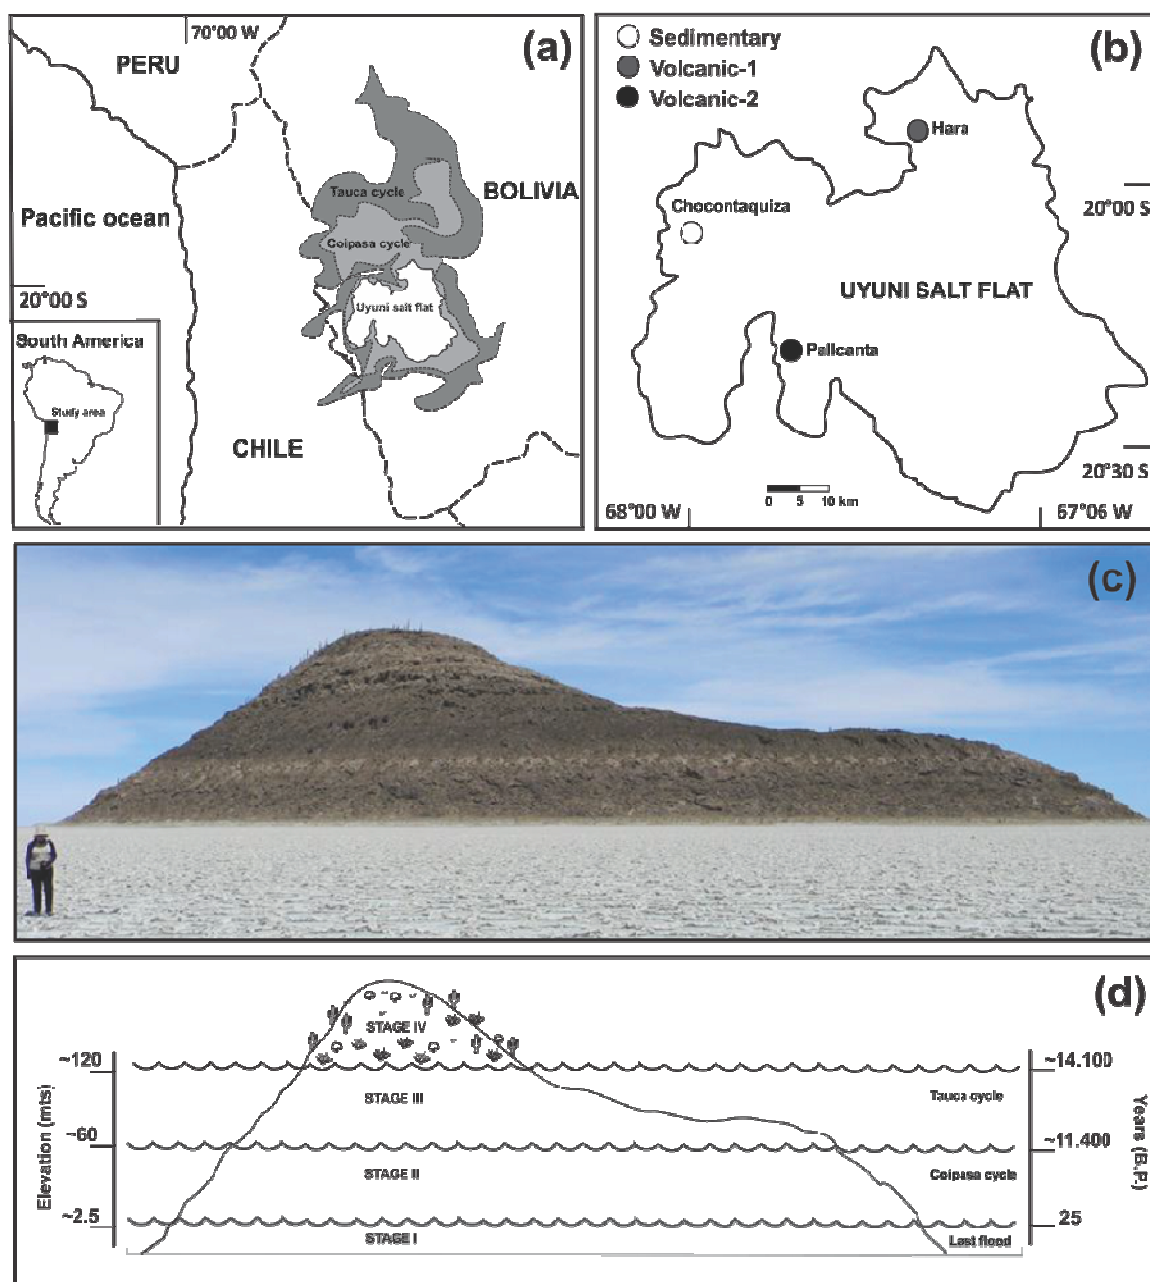 70°00 W
(a)
PERU
BOLIVIA
Tauca cycle
Pacific ocean
Coipasa cycle
20°00 S
Uyuni salt flat
South America
Study area
CHILE
Sedimentary
(b)
Volcanic-1
Volcanic-2
Hara
20°00 S
Chocontaquiza
UYUNI SALT FLAT
Palicanta
20°30 S
0 5 10 km
68°00 W
67°06 W
(c)
(d)
STAGE IV
~120
~14.100
STAGE III
Tauca cycle
Elevation (mts)
Years (B.P.)
~60
~11.400
STAGE II
Coipasa cycle
~2.5
25
STAGE I
Last flood